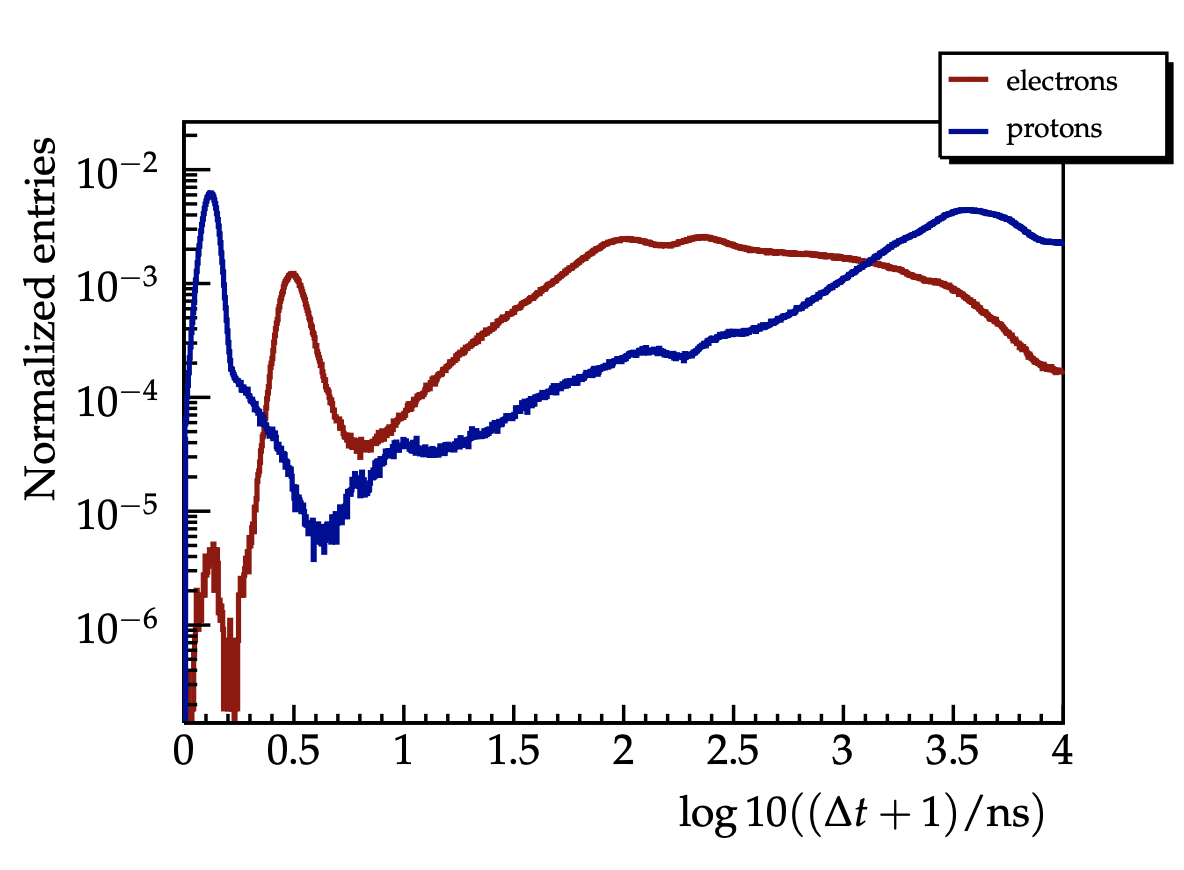 electrons
protons
Normalized entries
10⁻²
10⁻³
10⁻⁴
10⁻⁵
10⁻⁶
0 0.5 1 1.5 2 2.5 3 3.5 4
log 10((Δt + 1)/ns)